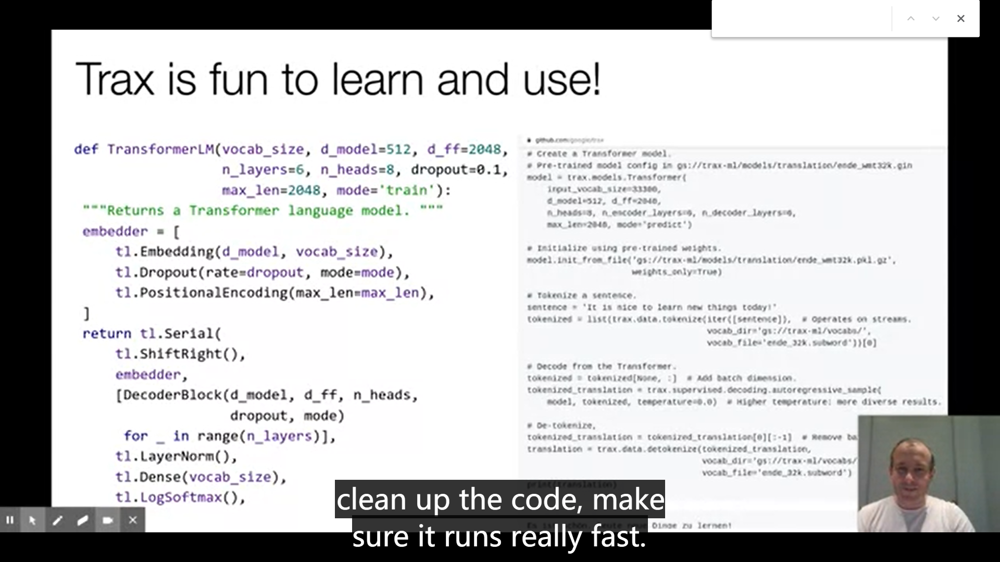 Trax is fun to learn and use!
def TransformerLM(vocab_size, d_model=512, d_ff=2048,
n_layers=6, n_heads=8, dropout=0.1,
max_len=2048, mode='train'):
"""Returns a Transformer language model. """
embedder = [
tl.Embedding(d_model, vocab_size),
tl.Dropout(rate=dropout, mode=mode),
tl.PositionalEncoding(max_len=max_len),
]
return tl.Serial(
tl.ShiftRight(),
embedder,
[DecoderBlock(d_model, d_ff, n_heads,
dropout, mode)
for _ in range(n_layers)],
tl.LayerNorm(),
tl.Dense(vocab_size),
tl.LogSoftmax(),
github.com/google/trax
# Create a Transformer model.
# Pre-trained model config in gs://trax-ml/models/translation/ende_wmt32k.gin
model = trax.models.Transformer(
input_vocab_size=33300,
d_model=512, d_ff=2048,
n_heads=8, n_encoder_layers=6, n_decoder_layers=6,
max_len=2048, mode='predict')
# Initialize using pre-trained weights.
model.init_from_file('gs://trax-ml/models/translation/ende_wmt32k.pkl.gz',
weights_only=True)
# Tokenize a sentence.
sentence = 'It is nice to learn new things today!'
tokenized = list(trax.data.tokenize(iter([sentence]), # Operates on streams.
vocab_dir='gs://trax-ml/vocabs/',
vocab_file='ende_32k.subword'))[0]
# Decode from the Transformer.
tokenized = tokenized[None, :] # Add batch dimension.
tokenized_translation = trax.supervised.decoding.autoregressive_sample(
model, tokenized, temperature=0.0) # Higher temperature: more diverse results.
# De-tokenize,
tokenized_translation = tokenized_translation[0][:-1] # Remove ba
translation = trax.data.detokenize(tokenized_translation,
vocab_dir='gs://trax-ml/vocabs/
vocab_file='ende_32k.subword')
print(translation)
Dinge zu lernen!
clean up the code, make
sure it runs really fast.